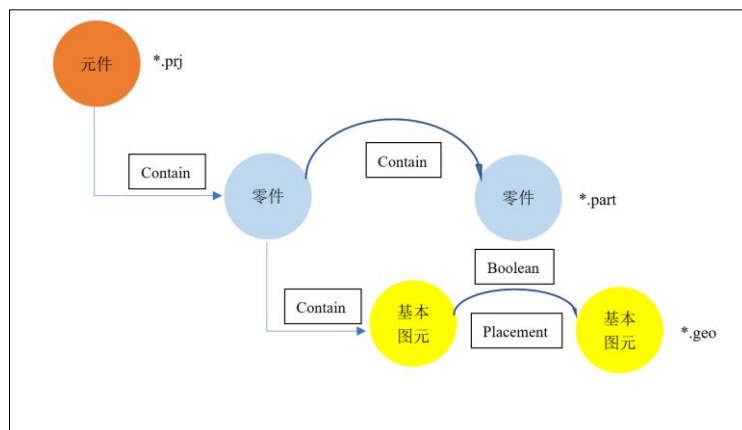 元件
*.prj
Contain
Contain
零件
零件
*.part
Boolean
Contain
基本
图元
Placement
基本
图元
*.geo